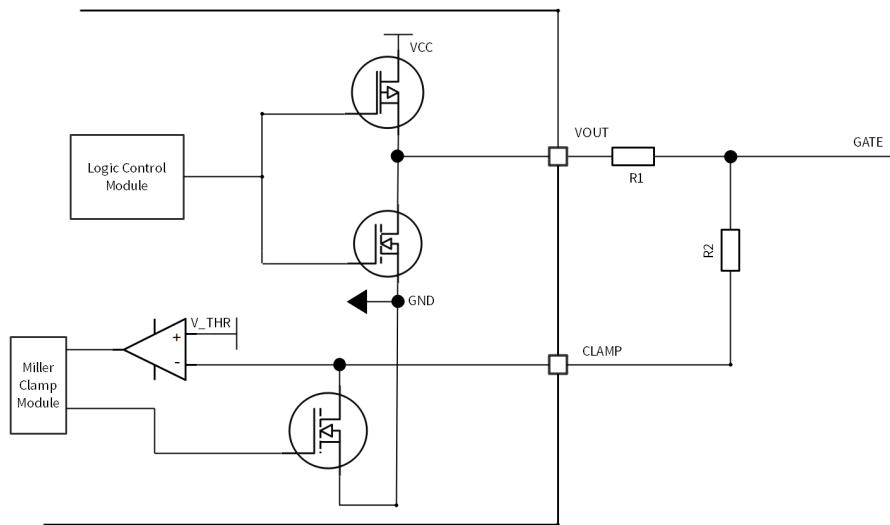 VCC
VOUT
GATE
Logic Control
Module
R1
R2
GND
V_THR
+
-
CLAMP
Miller
Clamp
Module